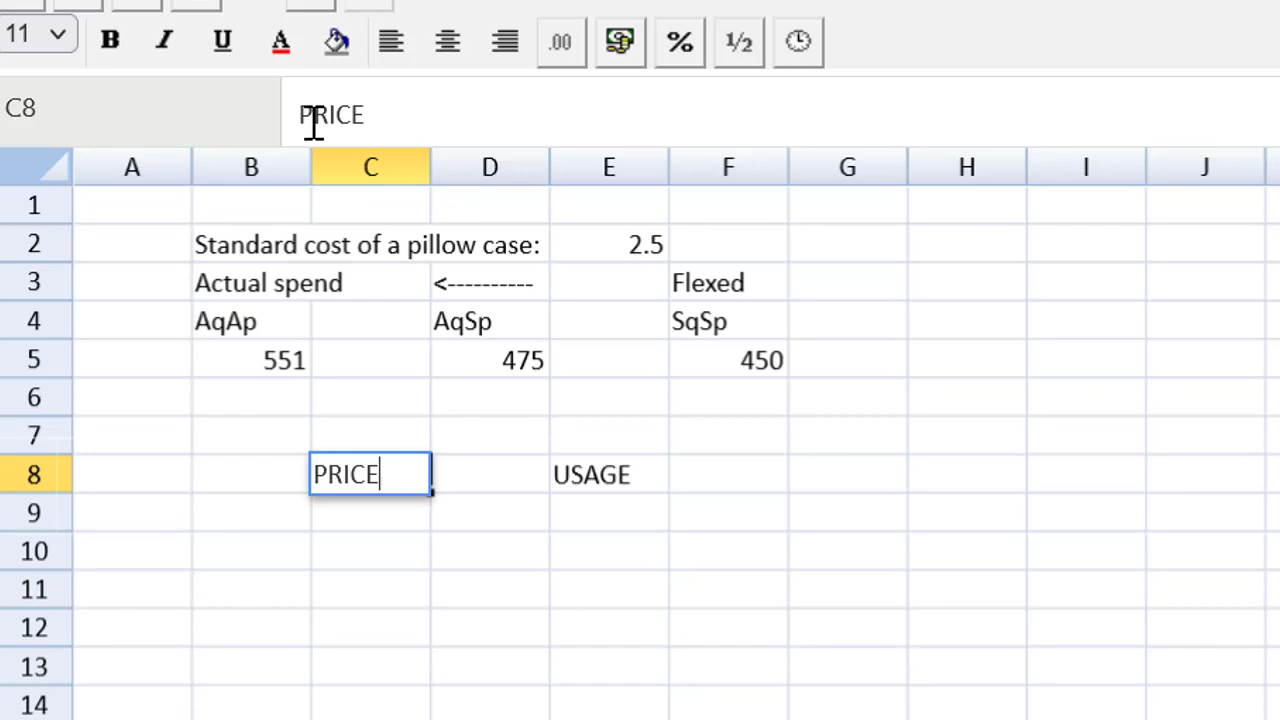 11 B I U A .00 % 1/2
C8 PRICE
A B C D E F G H I J
1
2 Standard cost of a pillow case: 2.5
3 Actual spend <---------- Flexed
4 AqAp AqSp SqSp
5 551 475 450
6
7
8 PRICE USAGE
9
10
11
12
13
14